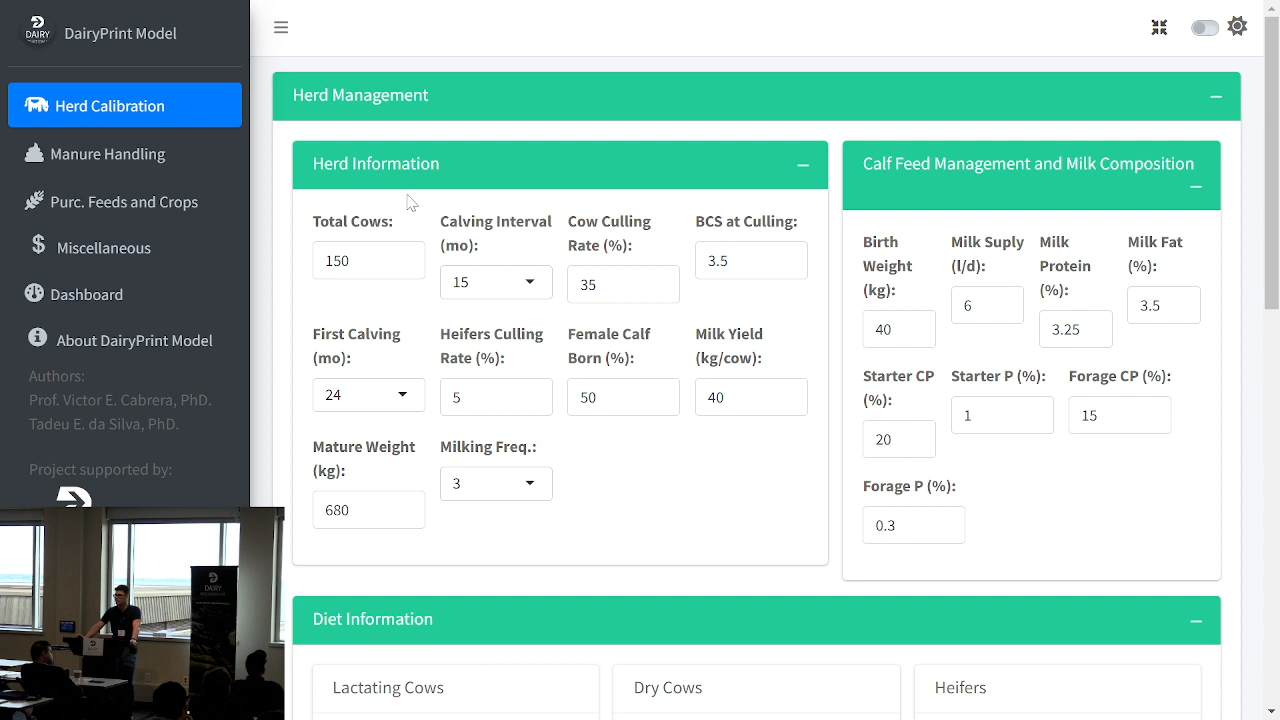 DAIRY
DairyPrint Model
Herd Calibration
Manure Handling
Purc. Feeds and Crops
Miscellaneous
Dashboard
About DairyPrint Model
Authors:
Prof. Victor E. Cabrera, PhD.
Tadeu E. da Silva, PhD.
Project supported by:
Herd Management
Herd Information
Total Cows:
150
Calving Interval
(mo):
15
Cow Culling
Rate (%):
35
BCS at Culling:
3.5
First Calving
(mo):
24
Heifers Culling
Rate (%):
5
Female Calf
Born (%):
50
Milk Yield
(kg/cow):
40
Mature Weight
(kg):
680
Milking Freq.:
3
Calf Feed Management and Milk Composition
Birth
Weight
(kg):
40
Milk Suply
(l/d):
6
Milk
Protein
(%):
3.25
Milk Fat
(%):
3.5
Starter CP
(%):
20
Starter P (%):
1
Forage CP (%):
15
Forage P (%):
0.3
Diet Information
Lactating Cows
Dry Cows
Heifers
DAIRY